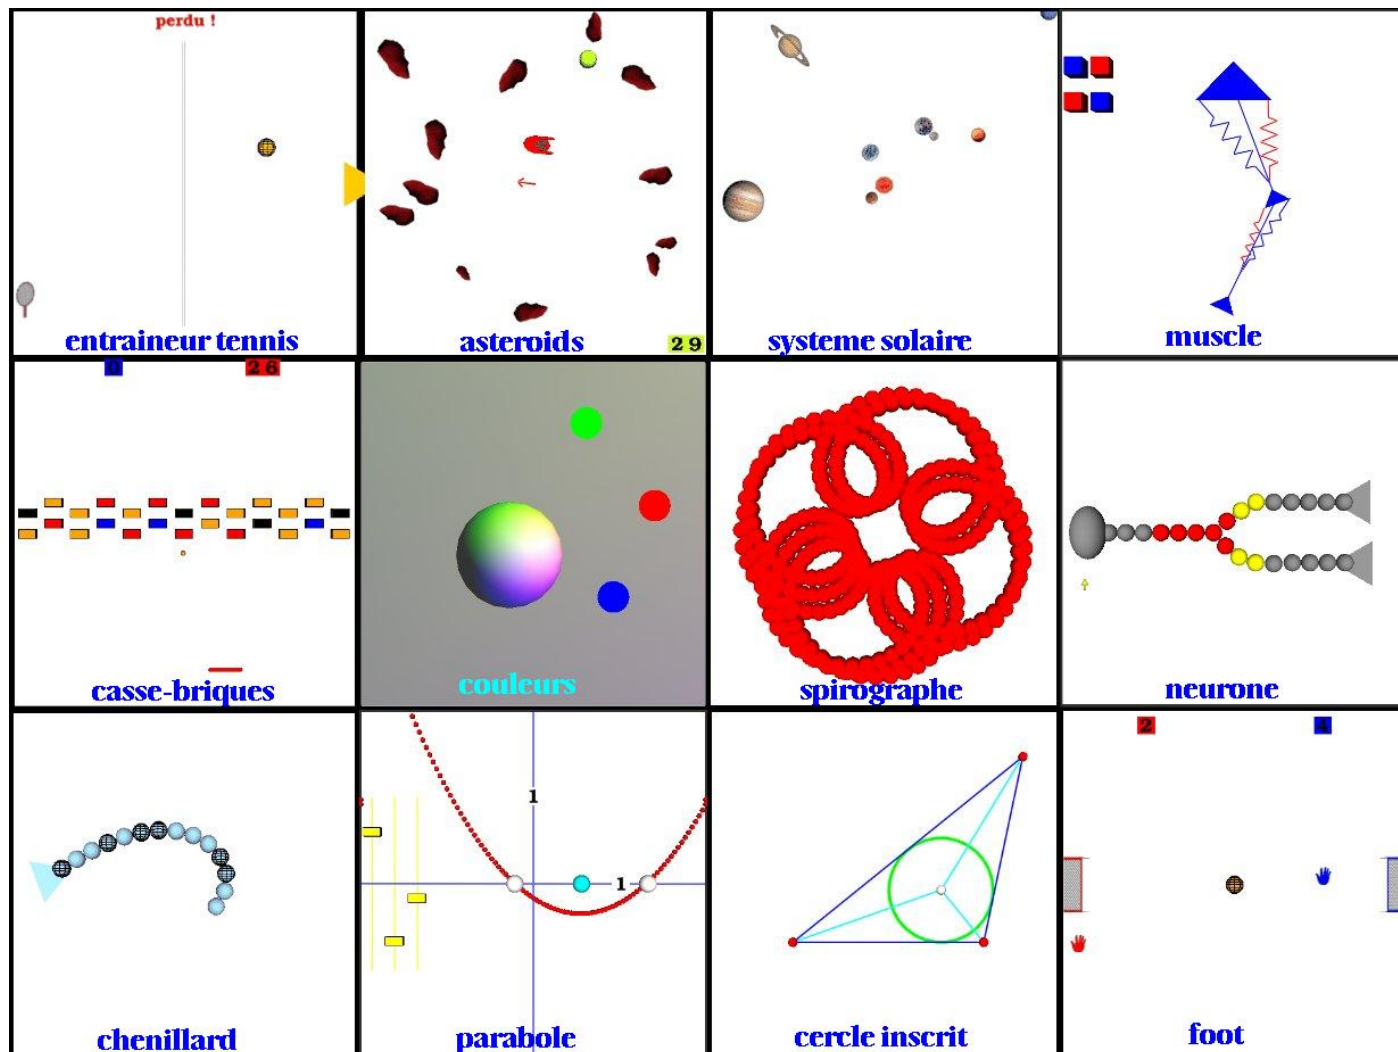 perdu !
entraineur tennis
asteroids
2 9
systeme solaire
muscle
0
2 6
casse-briques
couleurs
spirographe
neurone
chenillard
1
1
parabole
cercle inscrit
2
4
foot